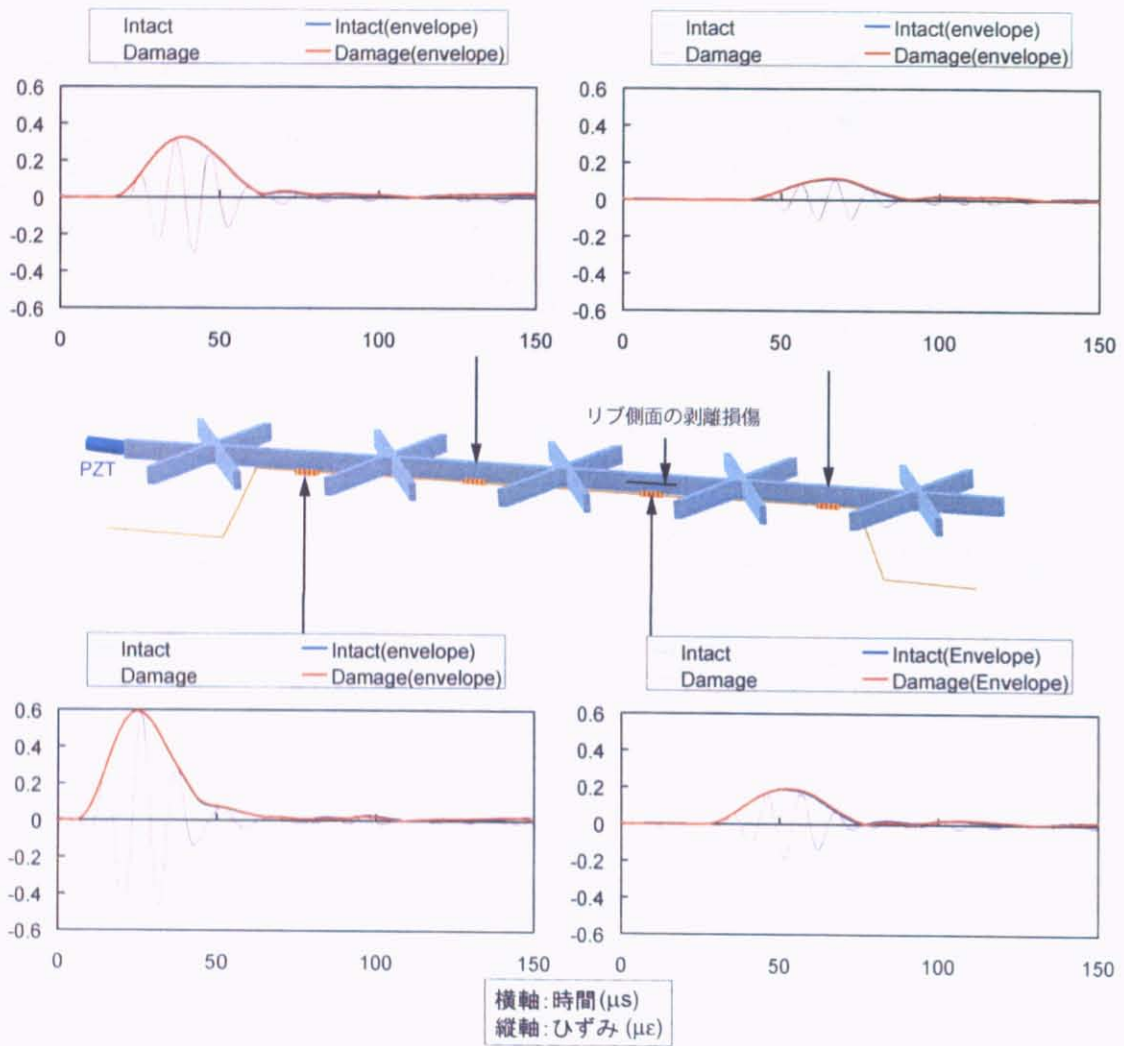 Intact Intact(envelope)
Damage Damage(envelope)
Intact Intact(envelope)
Damage Damage(envelope)
0.6
0.4
0.2
0
-0.2
-0.4
-0.6
0 50 100 150
0.6
0.4
0.2
0
-0.2
-0.4
-0.6
0 50 100 150
リブ側面の剥離損傷
PZT
Intact Intact(envelope)
Damage Damage(envelope)
Intact Intact(Envelope)
Damage Damage(Envelope)
0.6
0.4
0.2
0
-0.2
-0.4
-0.6
0 50 100 150
0.6
0.4
0.2
0
-0.2
-0.4
-0.6
0 50 100 150
横軸:時間(μs)
縦軸:ひずみ(με)